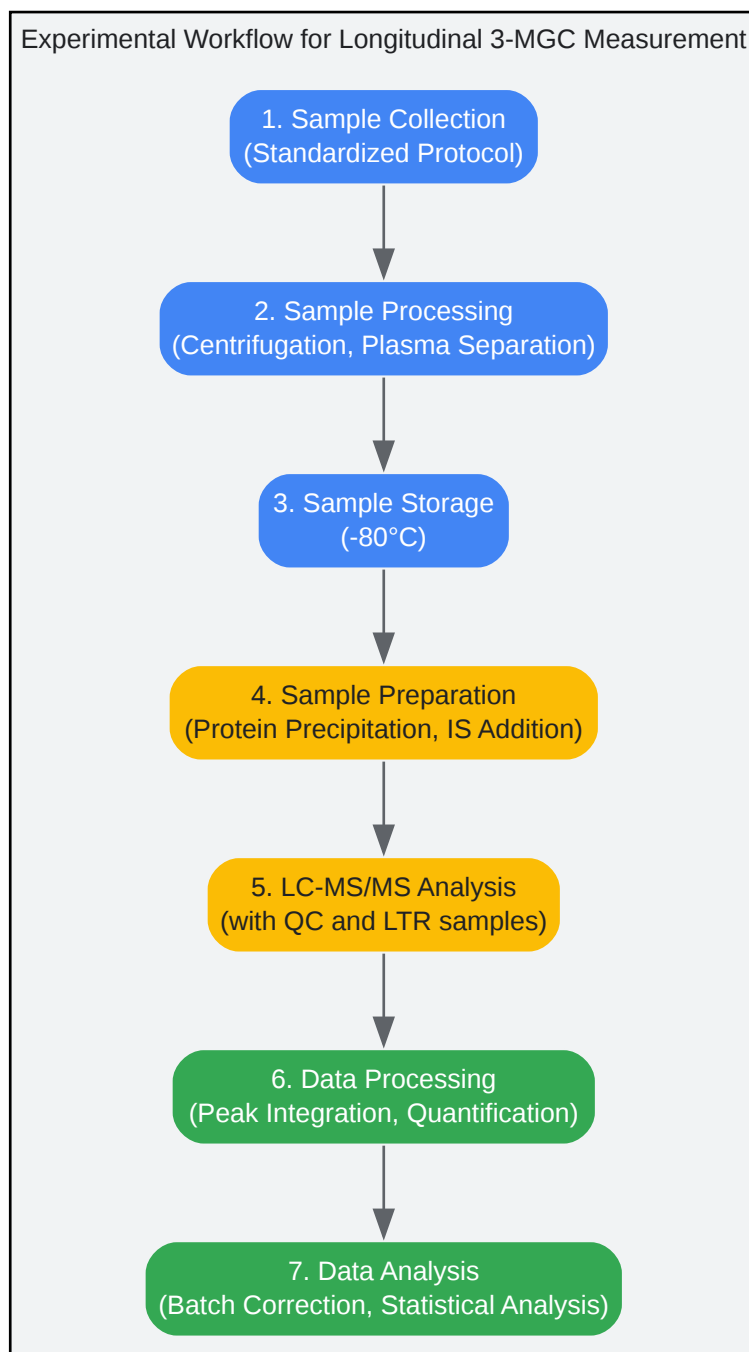 Experimental Workflow for Longitudinal 3-MGC Measurement
1. Sample Collection
(Standardized Protocol)
2. Sample Processing
(Centrifugation, Plasma Separation)
3. Sample Storage
(-80°C)
4. Sample Preparation
(Protein Precipitation, IS Addition)
5. LC-MS/MS Analysis
(with QC and LTR samples)
6. Data Processing
(Peak Integration, Quantification)
7. Data Analysis
(Batch Correction, Statistical Analysis)